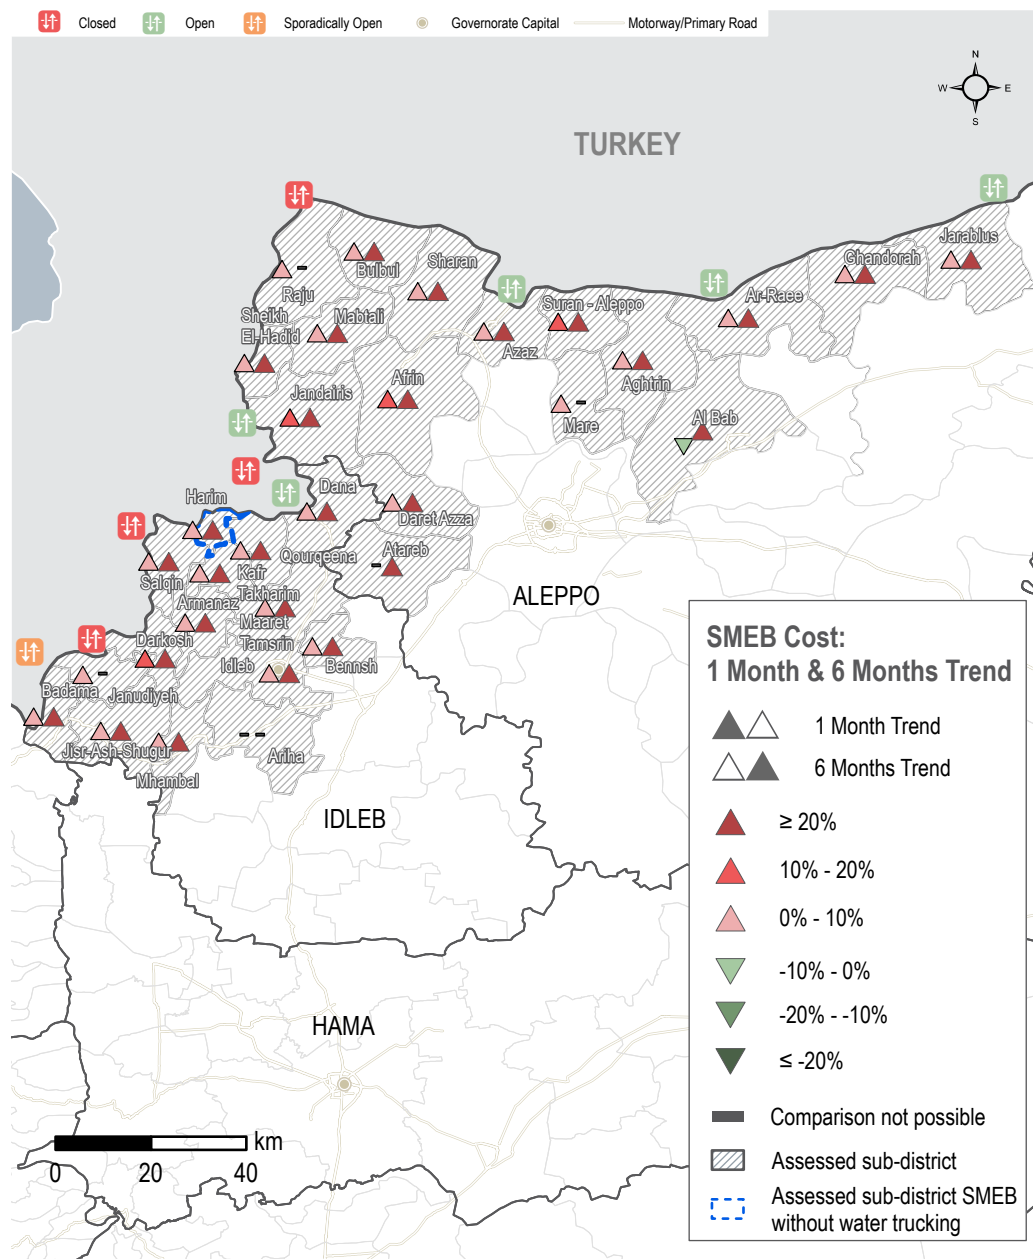 Closed
Open
Sporadically Open
Governorate Capital
Motorway/Primary Road
N
W
E
S
TURKEY
Jarablus
Ghandorah
Bulbul
Sharan
Raju
Ar-Raee
Suran - Aleppo
Sheikh
El-Hadid
Mabtali
Azaz
Aghtrin
Afrin
Jandairis
Mare
Al Bab
Dana
Harim
Daret Azza
Atareb
Qourqeena
Kafr
Takharim
Salqin
Armanaz
ALEPPO
Maaret
Tamsrin
Darkosh
Idleb
Bennsh
Badama
Janudiyeh
Jisr-Ash-Shugur
Ariha
Mhambal
IDLEB
HAMA
SMEB Cost:
1 Month & 6 Months Trend
1 Month Trend
6 Months Trend
≥ 20%
10% - 20%
0% - 10%
-10% - 0%
-20% - -10%
≤ -20%
Comparison not possible
Assessed sub-district
Assessed sub-district SMEB
without water trucking
km
0 20 40